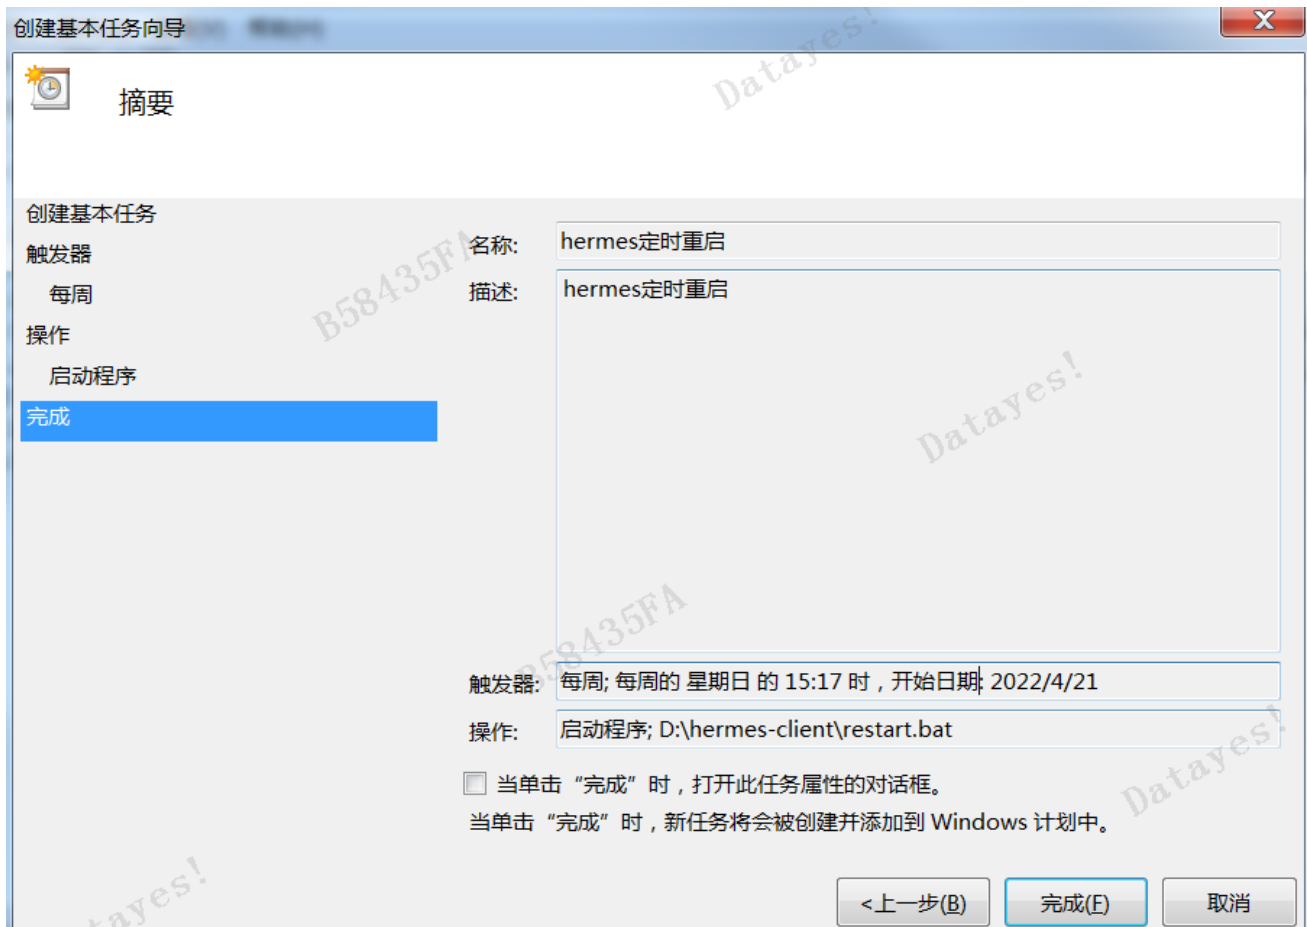 创建基本任务向导
Datayes!
摘要
创建基本任务
触发器
每周
操作
启动程序
完成
B58435FA
名称: hermes定时重启
描述: hermes定时重启
Datayes!
B58435FA
触发器: 每周; 每周的 星期日 的 15:17 时，开始日期: 2022/4/21
操作: 启动程序; D:\hermes-client\restart.bat
当单击“完成”时，打开此任务属性的对话框。
Datayes!
当单击“完成”时，新任务将会被创建并添加到 Windows 计划中。
tayes!
<上一步(B) 完成(F) 取消